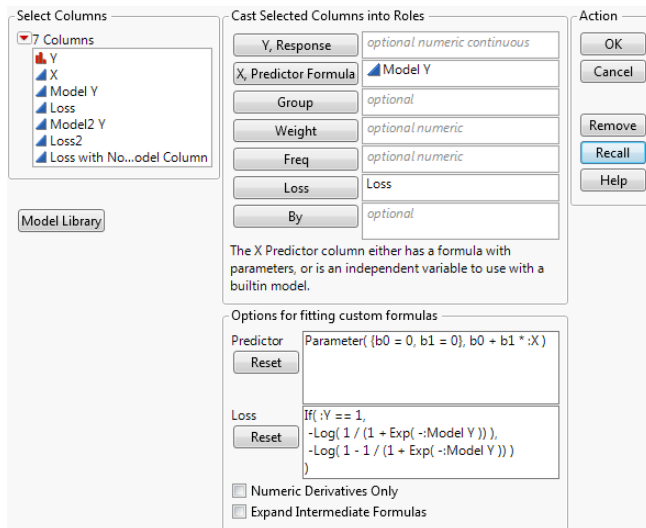 Select Columns
7 Columns
Y
X
Model Y
Loss
Model2 Y
Loss2
Loss with No...odel Column
Model Library
Cast Selected Columns into Roles
Y, Response
optional numeric continuous
X, Predictor Formula
Model Y
Group
optional
Weight
optional numeric
Freq
optional numeric
Loss
Loss
By
optional
The X Predictor column either has a formula with
parameters, or is an independent variable to use with a
builtin model.
Options for fitting custom formulas
Predictor
Reset
Parameter( {b0 = 0, b1 = 0}, b0 + b1 * :X )
Loss
Reset
If( :Y == 1,
-Log( 1 / (1 + Exp( -:Model Y )) ),
-Log( 1 - 1 / (1 + Exp( -:Model Y )) )
)
Numeric Derivatives Only
Expand Intermediate Formulas
Action
OK
Cancel
Remove
Recall
Help